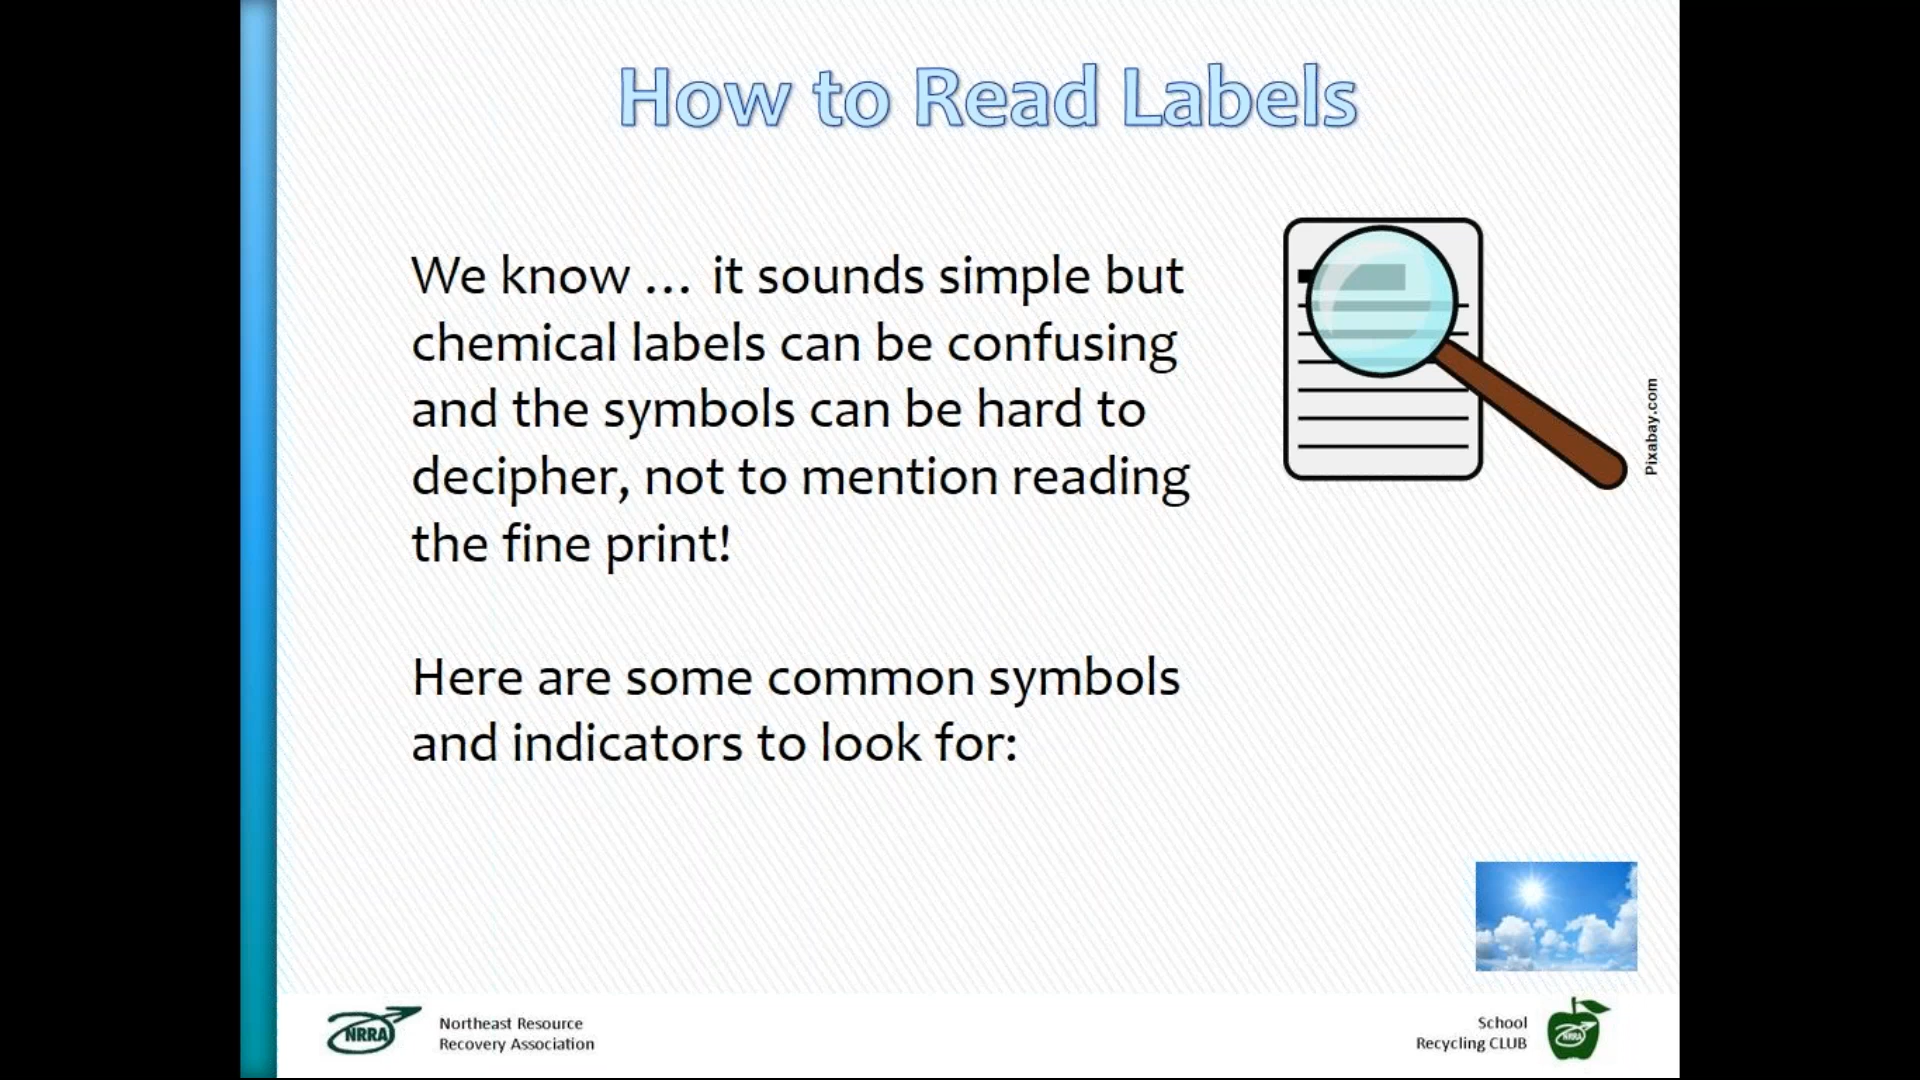 How to Read Labels
We know ... it sounds simple but
chemical labels can be confusing
and the symbols can be hard to
decipher, not to mention reading
the fine print!
Pixabay.com
Here are some common symbols
and indicators to look for:
NRRA
Northeast Resource
Recovery Association
School
Recycling CLUB
NRRA